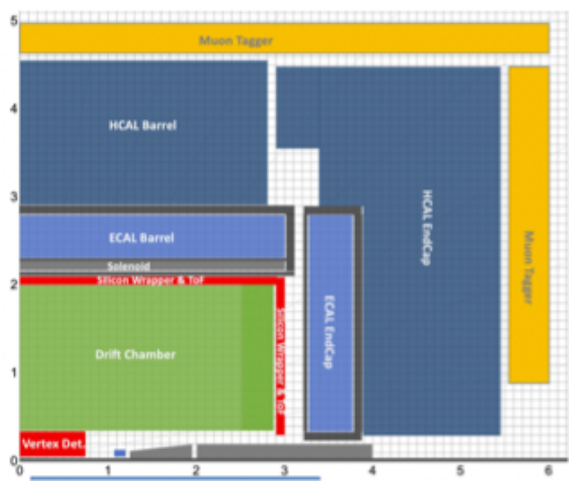 5
Muon Tagger
4
HCAL Barrel
3
HCAL EndCap
ECAL Barrel
Solenoid
Silicon Wrapper & ToF
2
Muon Tagger
ECAL EndCap
Silicon Wrapper & ToF
Drift Chamber
1
Vertex Det.
0
0 1 2 3 4 5 6